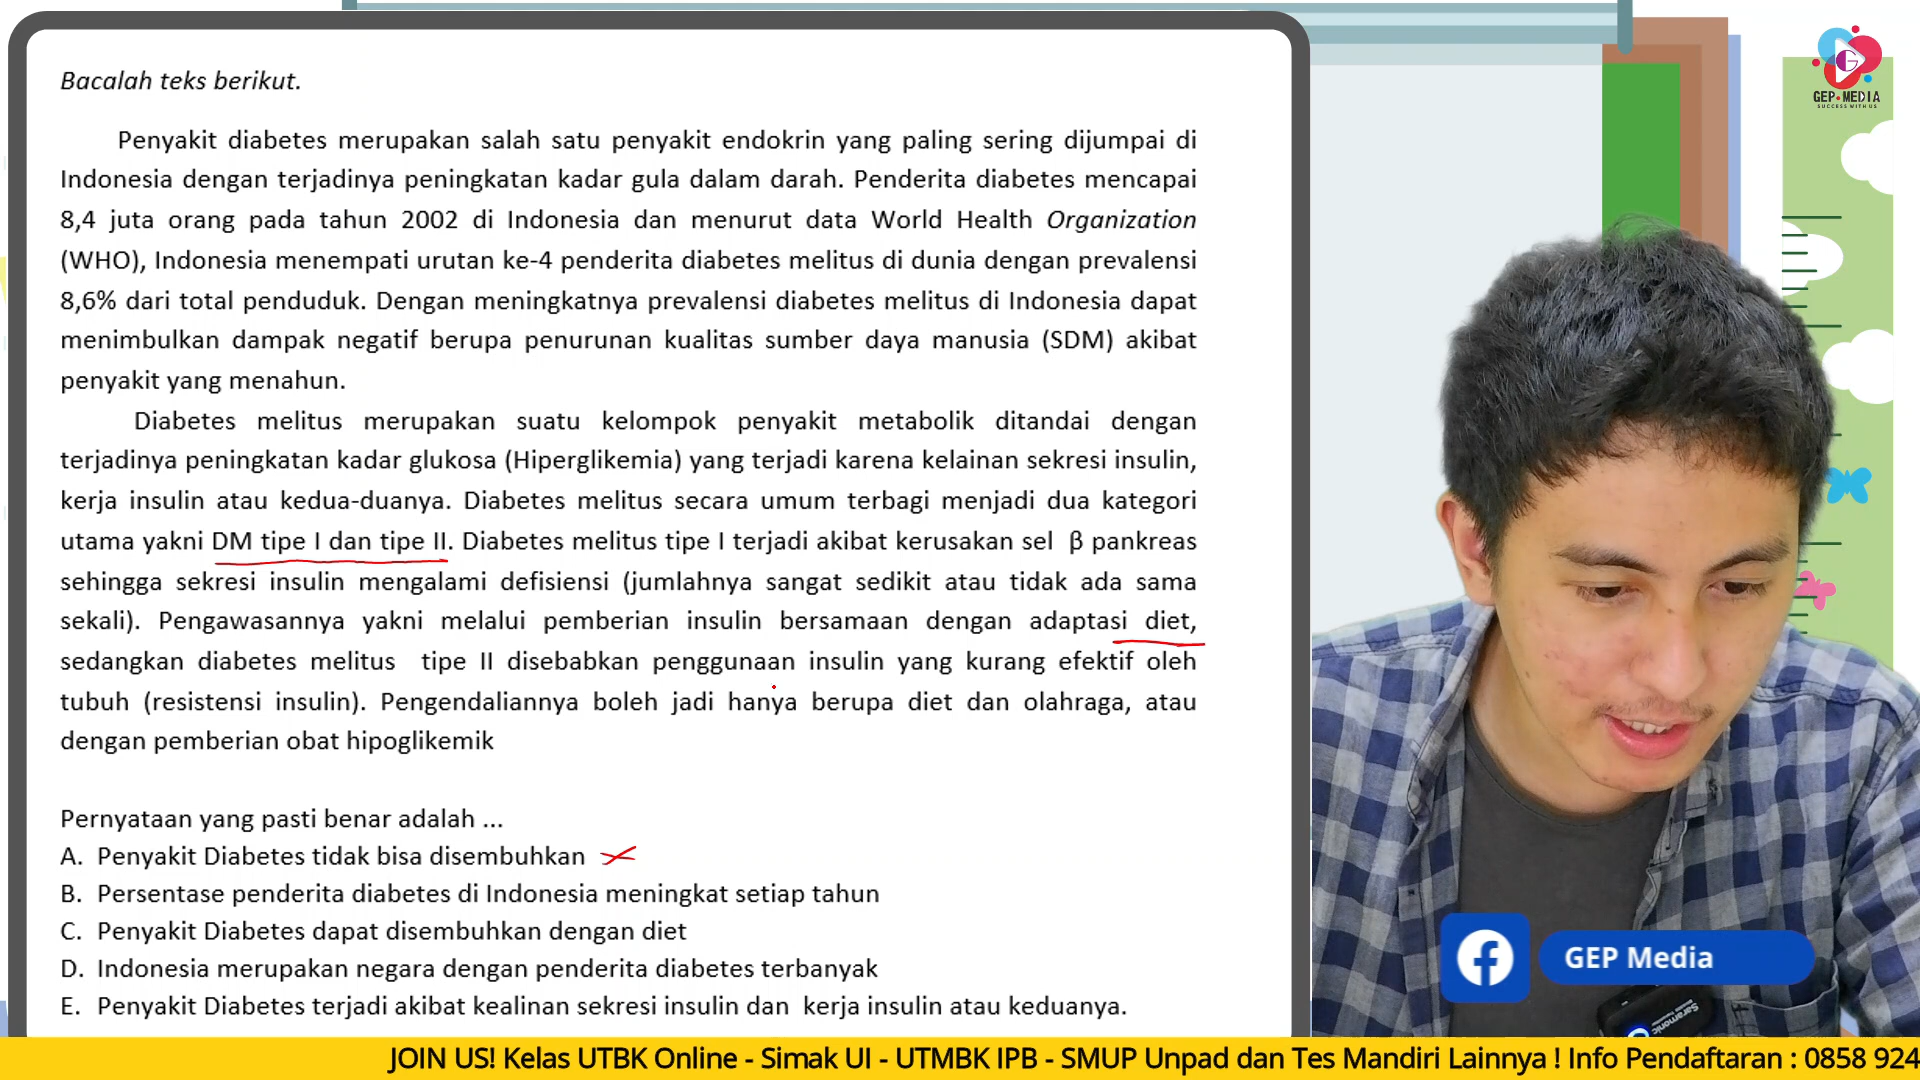 Bacalah teks berikut.
Penyakit diabetes merupakan salah satu penyakit endokrin yang paling sering dijumpai di
Indonesia dengan terjadinya peningkatan kadar gula dalam darah. Penderita diabetes mencapai
8,4 juta orang pada tahun 2002 di Indonesia dan menurut data World Health Organization
(WHO), Indonesia menempati urutan ke-4 penderita diabetes melitus di dunia dengan prevalensi
8,6% dari total penduduk. Dengan meningkatnya prevalensi diabetes melitus di Indonesia dapat
menimbulkan dampak negatif berupa penurunan kualitas sumber daya manusia (SDM) akibat
penyakit yang menahun.
Diabetes melitus merupakan suatu kelompok penyakit metabolik ditandai dengan
terjadinya peningkatan kadar glukosa (Hiperglikemia) yang terjadi karena kelainan sekresi insulin,
kerja insulin atau kedua-duanya. Diabetes melitus secara umum terbagi menjadi dua kategori
utama yakni DM tipe I dan tipe II. Diabetes melitus tipe I terjadi akibat kerusakan sel β pankreas
sehingga sekresi insulin mengalami defisiensi (jumlahnya sangat sedikit atau tidak ada sama
sekali). Pengawasannya yakni melalui pemberian insulin bersamaan dengan adaptasi diet,
sedangkan diabetes melitus tipe II disebabkan penggunaan insulin yang kurang efektif oleh
tubuh (resistensi insulin). Pengendaliannya boleh jadi hanya berupa diet dan olahraga, atau
dengan pemberian obat hipoglikemik
Pernyataan yang pasti benar adalah ...
A. Penyakit Diabetes tidak bisa disembuhkan
B. Persentase penderita diabetes di Indonesia meningkat setiap tahun
C. Penyakit Diabetes dapat disembuhkan dengan diet
D. Indonesia merupakan negara dengan penderita diabetes terbanyak
E. Penyakit Diabetes terjadi akibat kealinan sekresi insulin dan kerja insulin atau keduanya.
GEP MEDIA
SUCCESS WITH US
GEP Media
Saramonic
JOIN US! Kelas UTBK Online - Simak UI - UTMBK IPB - SMUP Unpad dan Tes Mandiri Lainnya ! Info Pendaftaran : 0858 924